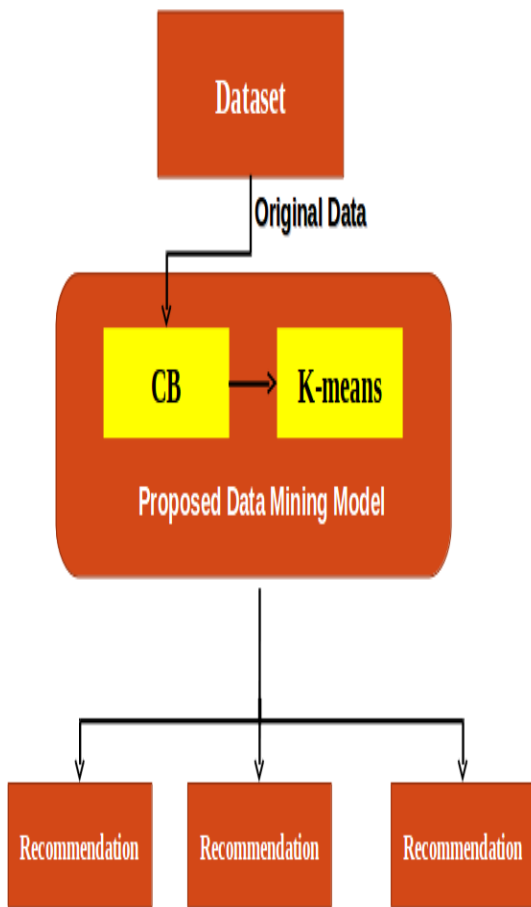 Dataset
Original Data
CB
K-means
Proposed Data Mining Model
Recommendation
Recommendation
Recommendation